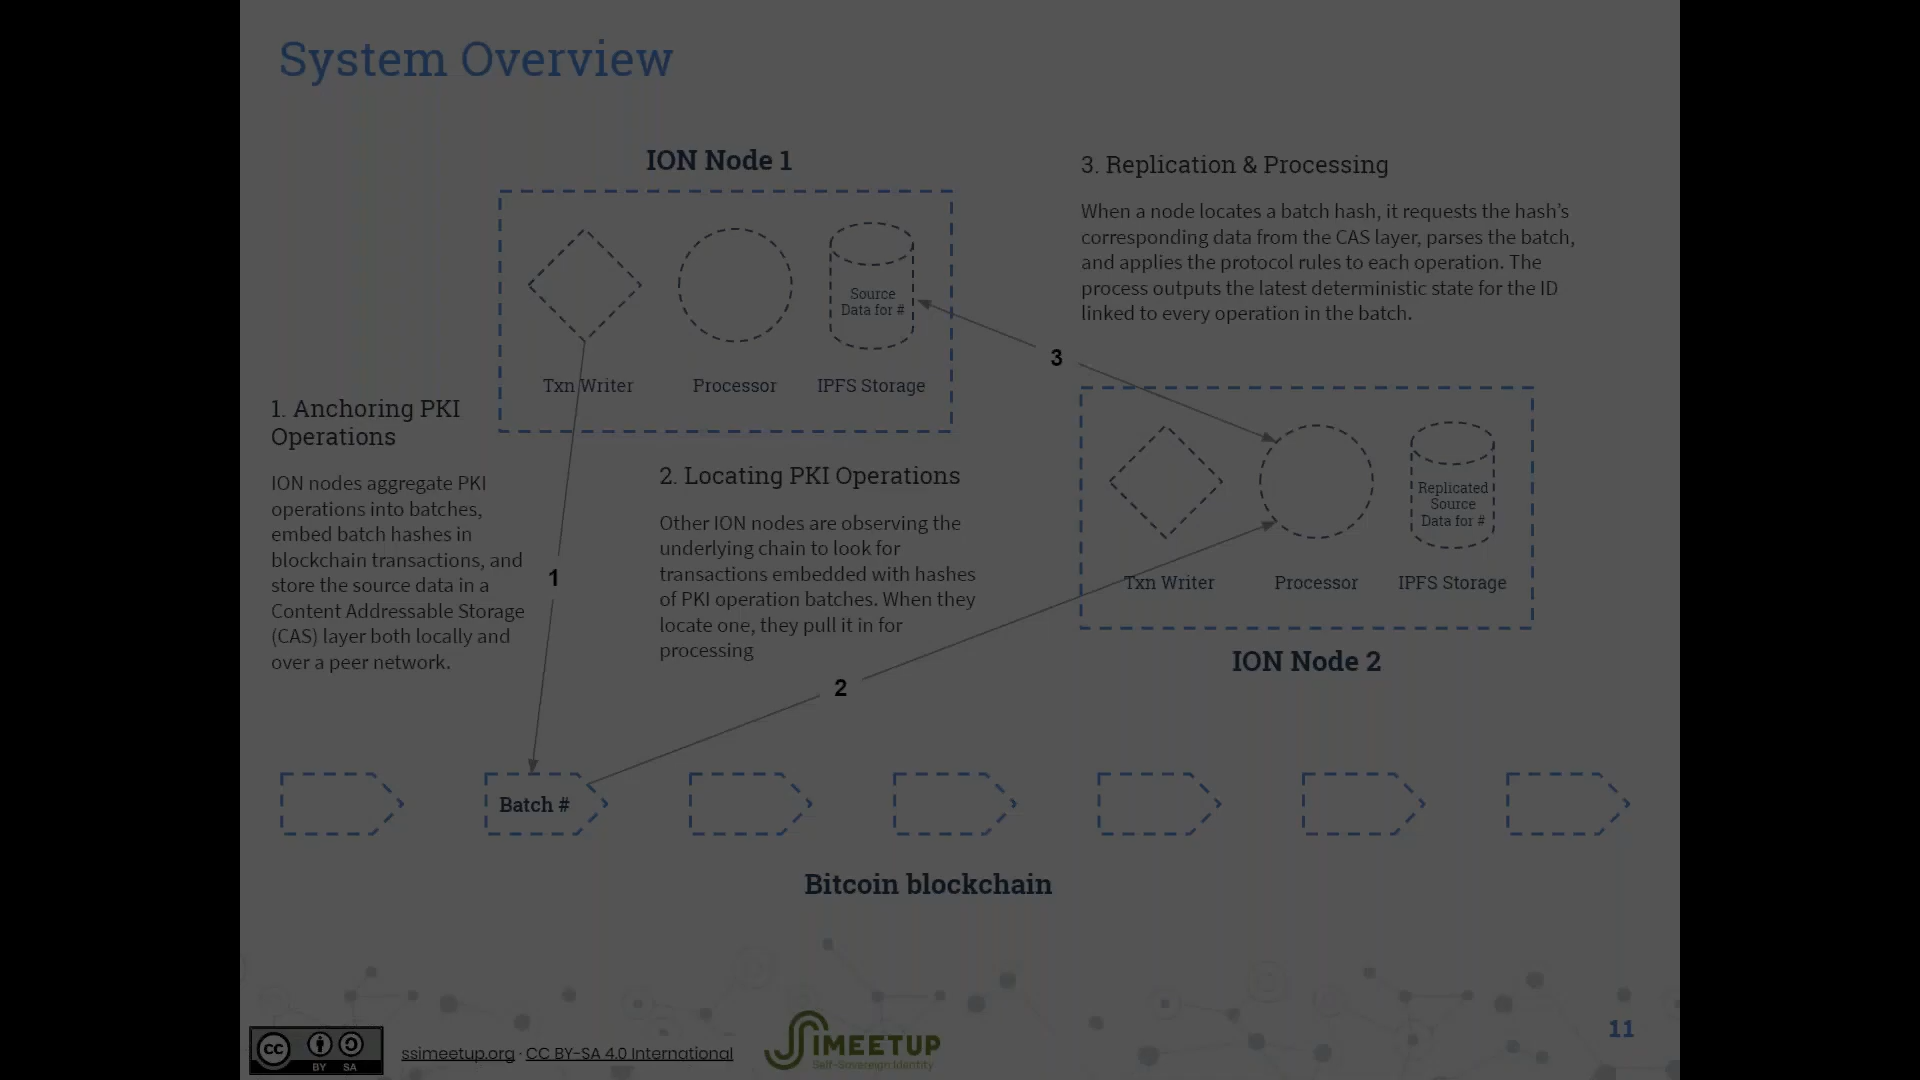 System Overview
ION Node 1
Source
Data for #
Txn Writer
Processor
IPFS Storage
3. Replication & Processing
When a node locates a batch hash, it requests the hash’s
corresponding data from the CAS layer, parses the batch,
and applies the protocol rules to each operation. The
process outputs the latest deterministic state for the ID
linked to every operation in the batch.
3
1. Anchoring PKI
Operations
ION nodes aggregate PKI
operations into batches,
embed batch hashes in
blockchain transactions, and
store the source data in a
Content Addressable Storage
(CAS) layer both locally and
over a peer network.
1
2. Locating PKI Operations
Other ION nodes are observing the
underlying chain to look for
transactions embedded with hashes
of PKI operation batches. When they
locate one, they pull it in for
processing
2
Replicated
Source
Data for #
Txn Writer
Processor
IPFS Storage
ION Node 2
Batch #
Bitcoin blockchain
cc
BY SA
ssimeetup.org · CC BY-SA 4.0 International
SSIMEETUP
Self-Sovereign Identity
11